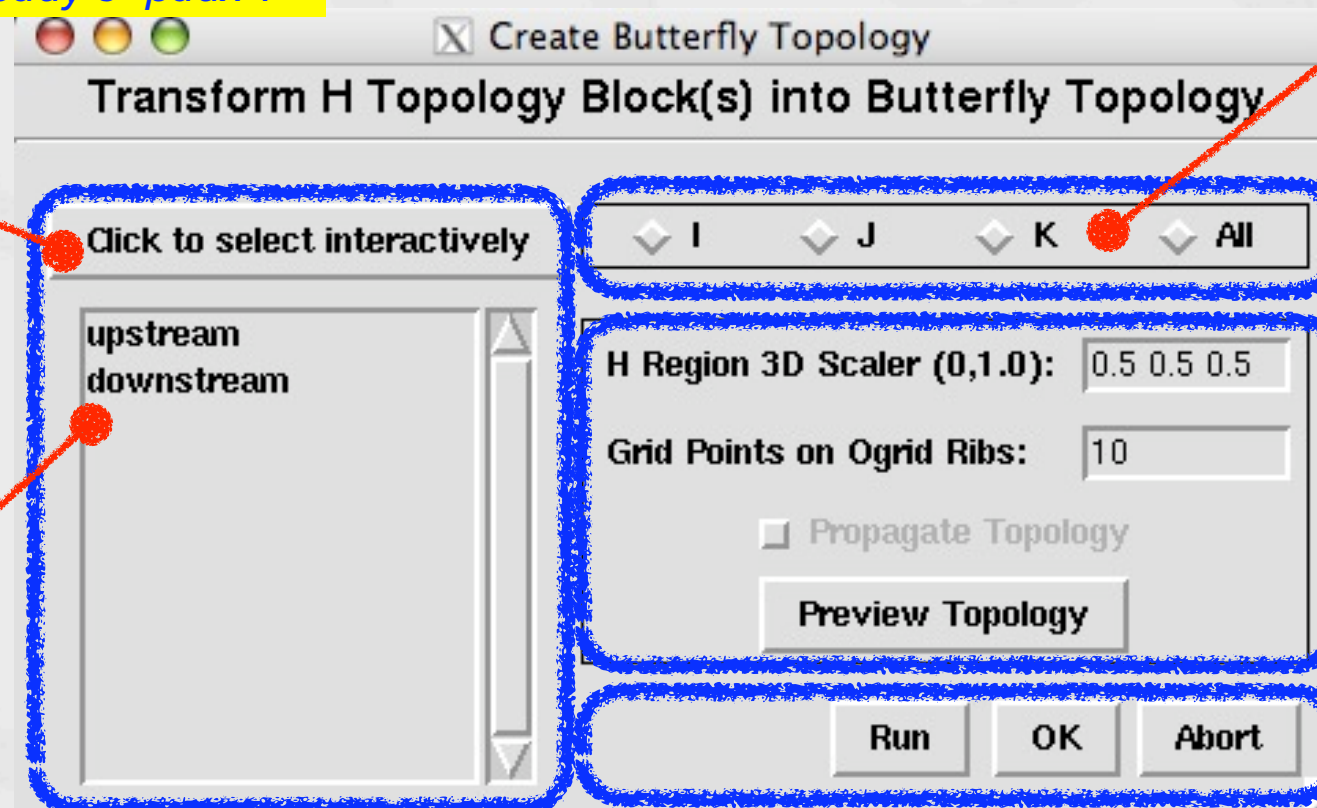 Create Butterfly Topology
Transform H Topology Block(s) into Butterfly Topology
Click to select interactively
upstream
downstream
I J K All
H Region 3D Scaler (0,1.0): 0.5 0.5 0.5
Grid Points on Ogrid Ribs: 10
Propagate Topology
Preview Topology
Run OK Abort